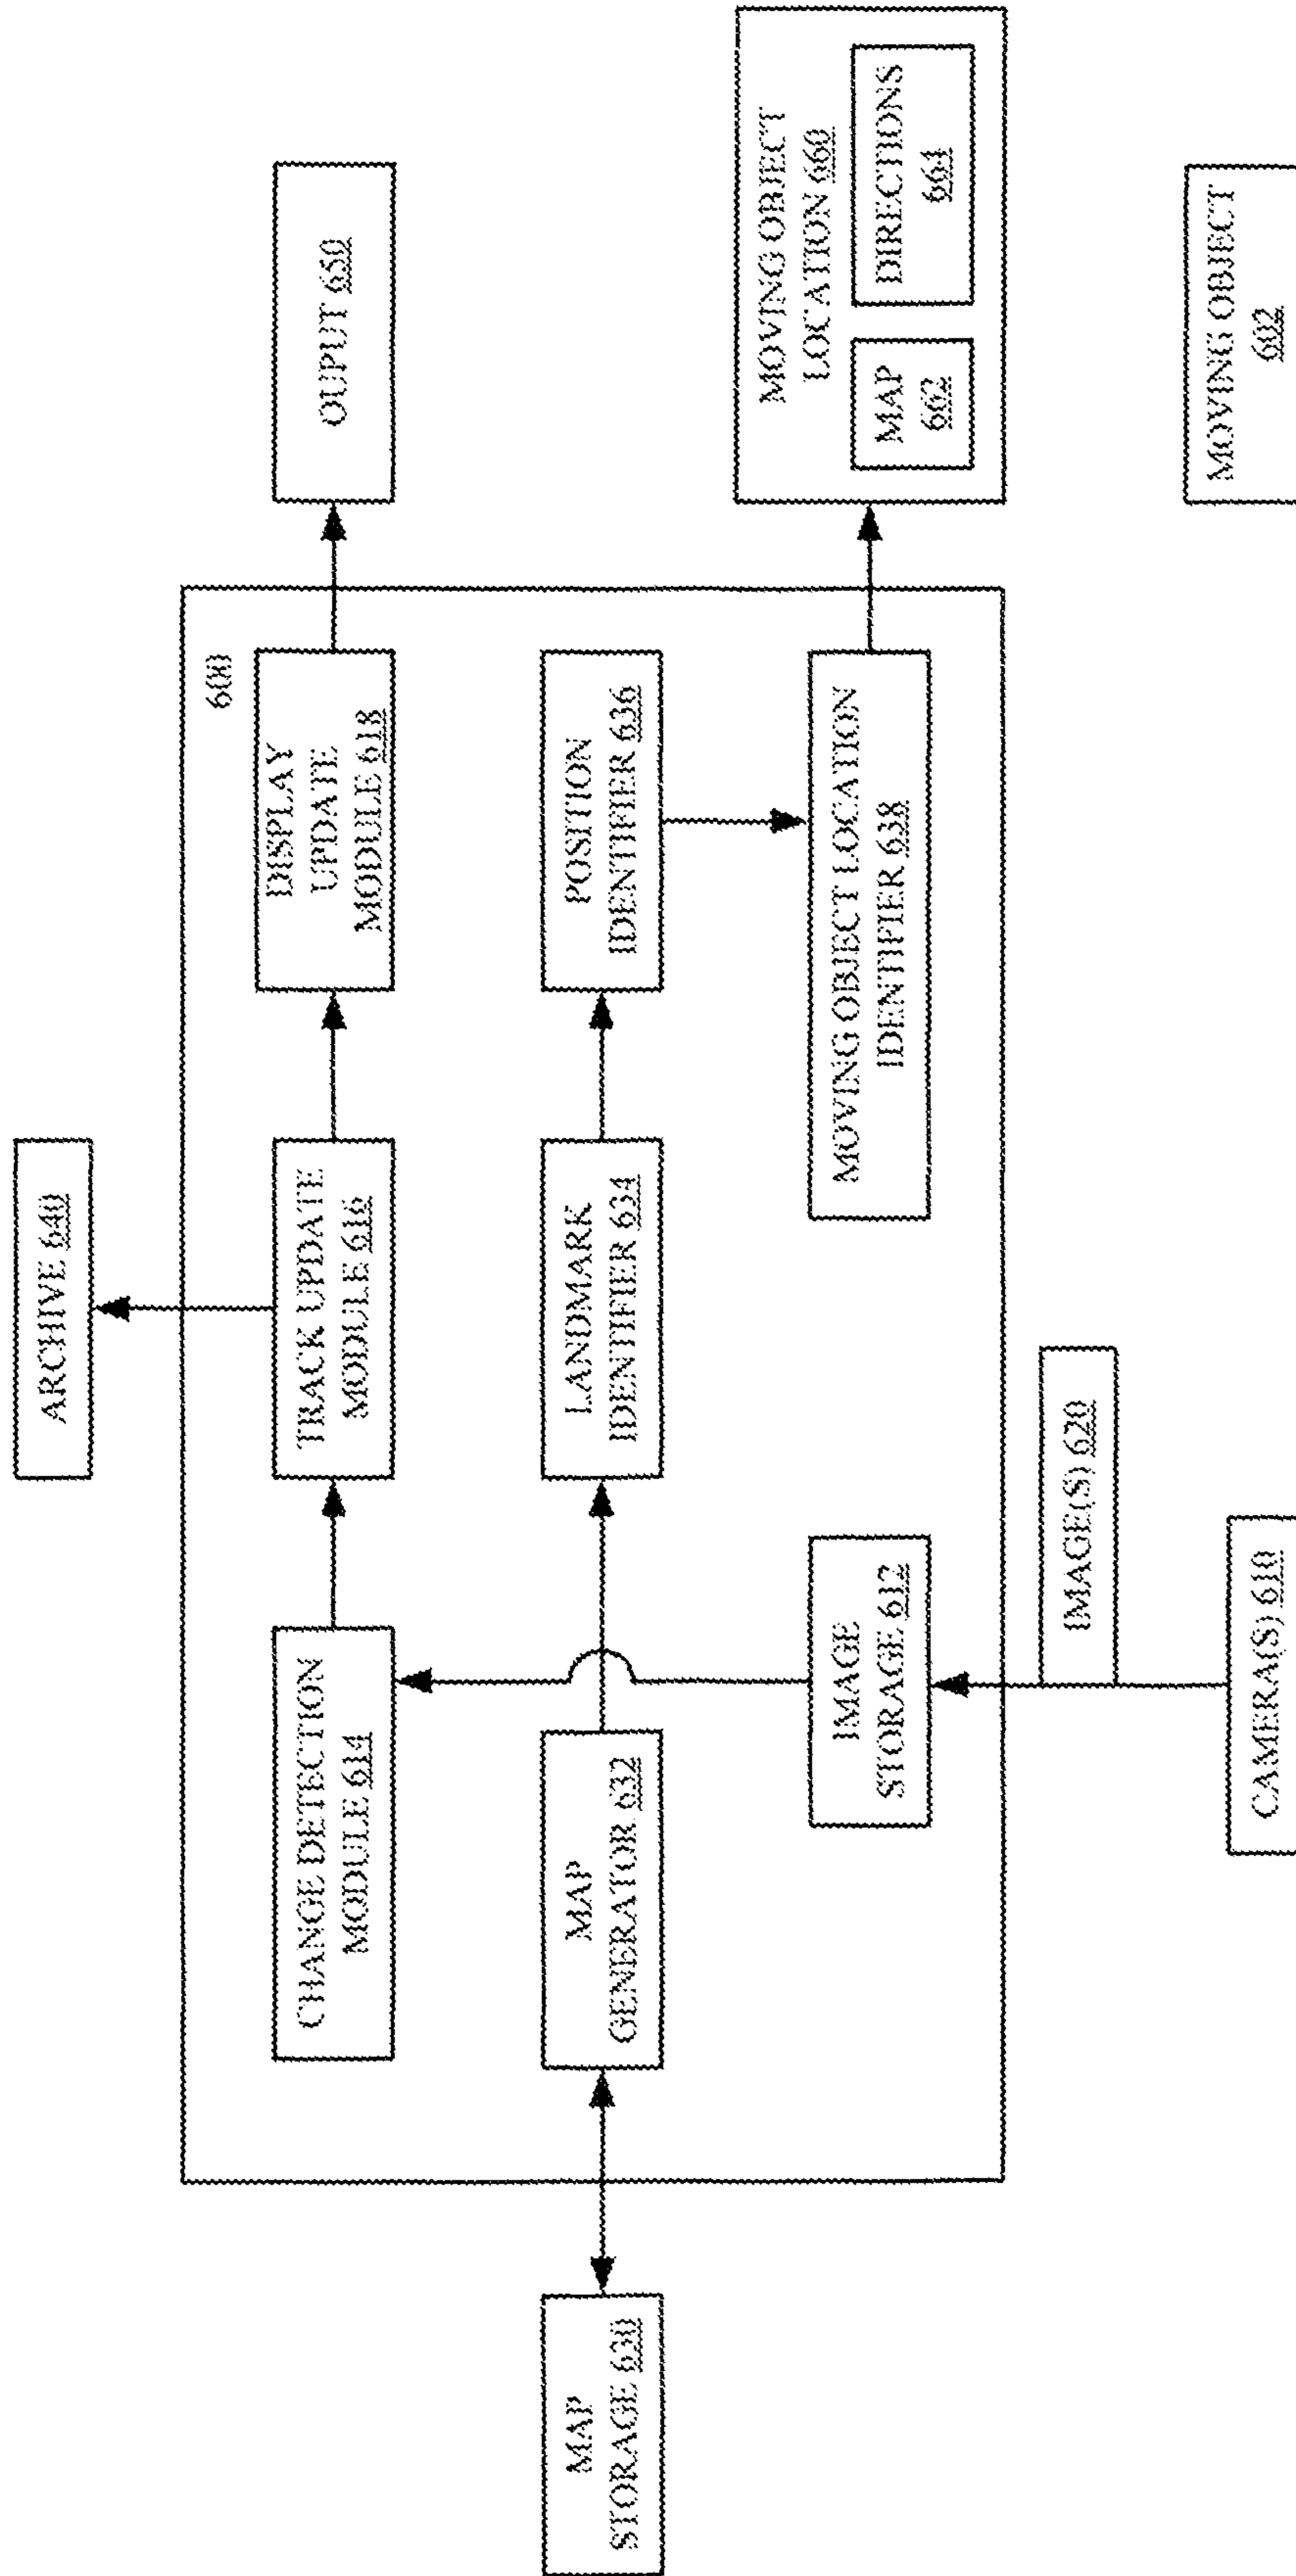 ARCHIVE 640
600
CHANGE DETECTION
MODULE 614
TRACK UPDATE
MODULE 616
DISPLAY
UPDATE
MODULE 618
OUPUT 650
MAP
STORAGE 630
MAP
GENERATOR 632
LANDMARK
IDENTIFIER 634
POSITION
IDENTIFIER 636
IMAGE
STORAGE 612
MOVING OBJECT LOCATION
IDENTIFIER 638
MOVING OBJECT
LOCATION 660
MAP
662
DIRECTIONS
664
IMAGE(S) 620
CAMERA(S) 610
MOVING OBJECT
602